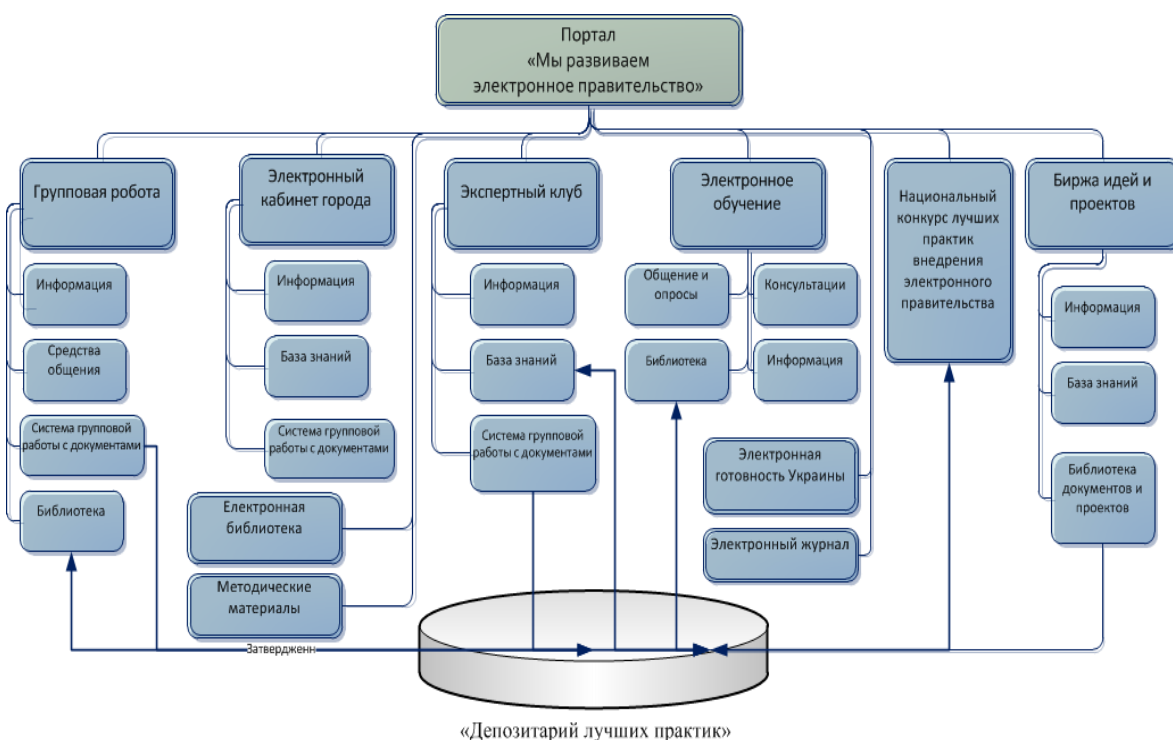 Портал
«Мы развиваем
электронное правительство»
Групповая робота
Информация
Средства
общения
Система групповой
работы с документами
Библиотека
Электронный
кабинет города
Информация
База знаний
Система групповой
работы с документами
Електронная
библиотека
Методические
материалы
Экспертный клуб
Информация
База знаний
Система групповой
работы с документами
Электронное
обучение
Общение и
опросы
Консультации
Библиотека
Информация
Электронная
готовность Украины
Электронный журнал
Национальный
конкурс лучших
практик
внедрения
электронного
правительства
Биржа идей и
проектов
Информация
База знаний
Библиотека
документов и
проектов
Затвердженн
«Депозитарий лучших практик»